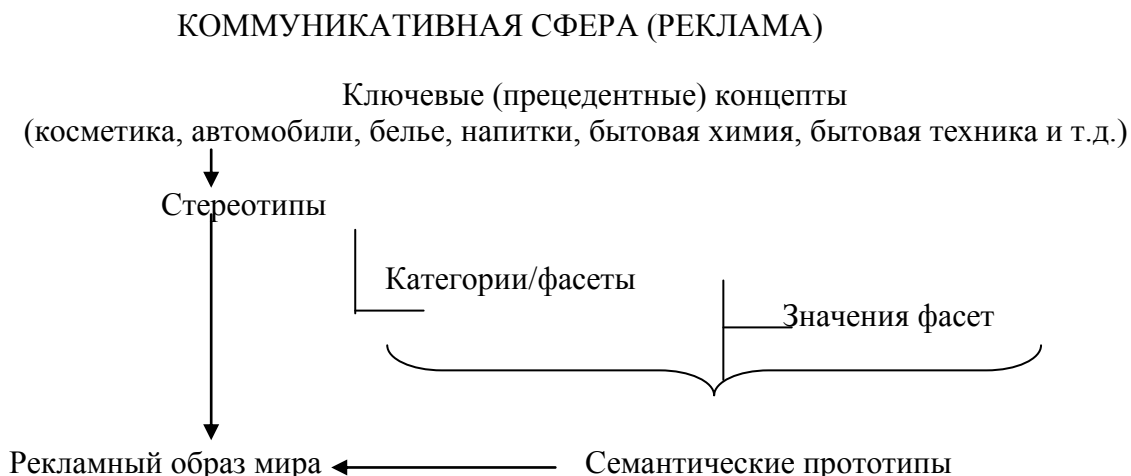 КОММУНИКАТИВНАЯ СФЕРА (РЕКЛАМА)
Ключевые (прецедентные) концепты
(косметика, автомобили, белье, напитки, бытовая химия, бытовая техника и т.д.)
Стереотипы
Категории/фасеты
Значения фасет
Рекламный образ мира
Семантические прототипы